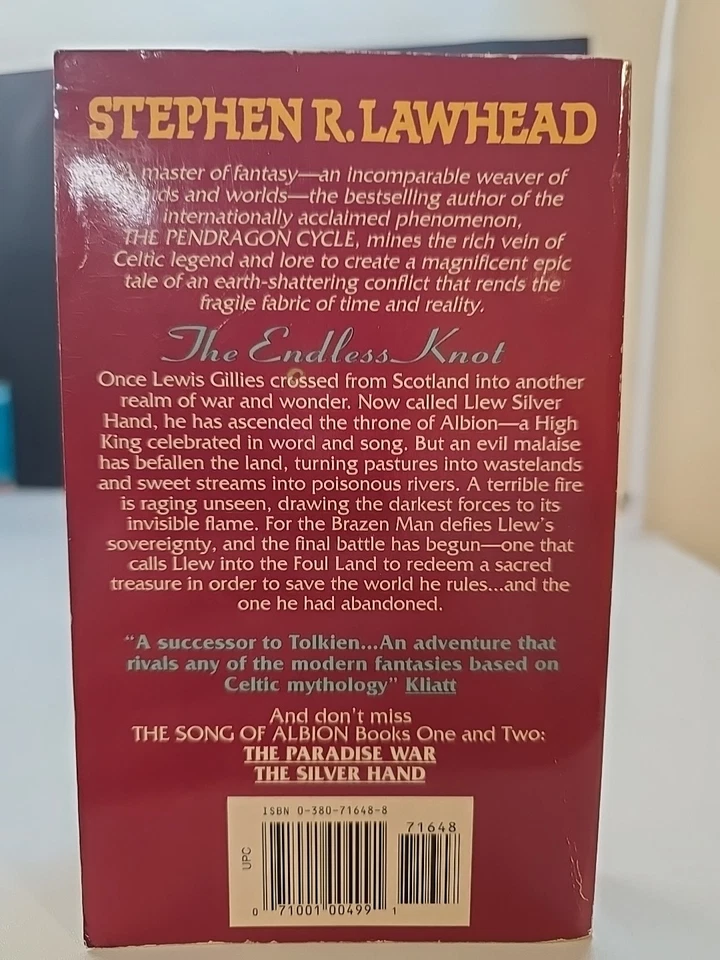 STEPHEN R. LAWHEAD
A master of fantasy—an incomparable weaver of
and worlds—the bestselling author of the
internationally acclaimed phenomenon,
THE PENDRAGON CYCLE, mines the rich vein of
Celtic legend and lore to create a magnificent epic
tale of an earth-shattering conflict that rends the
fragile fabric of time and reality.
The Endless Knot
Once Lewis Gillies crossed from Scotland into another
realm of war and wonder. Now called Llew Silver
Hand, he has ascended the throne of Albion—a High
King celebrated in word and song. But an evil malaise
has befallen the land, turning pastures into wastelands
and sweet streams into poisonous rivers. A terrible fire
is raging unseen, drawing the darkest forces to its
invisible flame. For the Brazen Man defies Llew's
sovereignty, and the final battle has begun—one that
calls Llew into the Foul Land to redeem a sacred
treasure in order to save the world he rules...and the
one he had abandoned.
"A successor to Tolkien...An adventure that
rivals any of the modern fantasies based on
Celtic mythology" Kliatt
And don't miss
THE SONG OF ALBION Books One and Two:
THE PARADISE WAR
THE SILVER HAND
ISBN 0-380-71648-8
71648
UPC
0 71001 00499 1